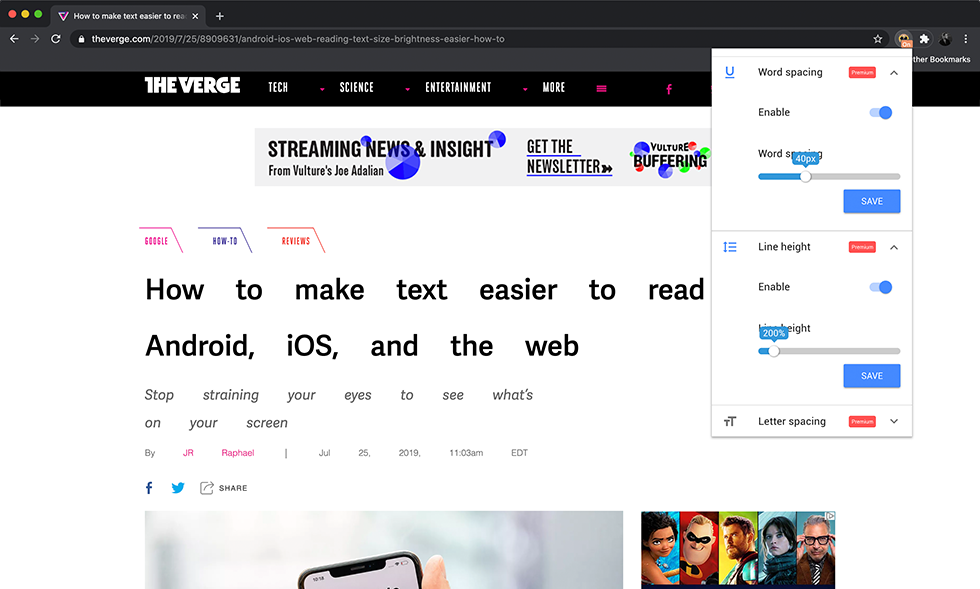 How to make text easier to rea
theverge.com/2019/7/25/8909631/android-ios-web-reading-text-size-brightness-easier-how-to
On
ther Bookmarks
THE VERGE
TECH
SCIENCE
ENTERTAINMENT
MORE
STREAMING NEWS & INSIGHT
From Vulture's Joe Adalian
GET THE
NEWSLETTER
VULTURE
BUFFERING
GOOGLE
HOW-TO
REVIEWS
How to make text easier to read
Android, iOS, and the web
Stop straining your eyes to see what's
on your screen
By JR Raphael | Jul 25, 2019, 11:03am EDT
SHARE
10:18
Word spacing Premium
Enable
Word spacing
40px
SAVE
Line height Premium
Enable
Line height
200%
SAVE
Letter spacing Premium